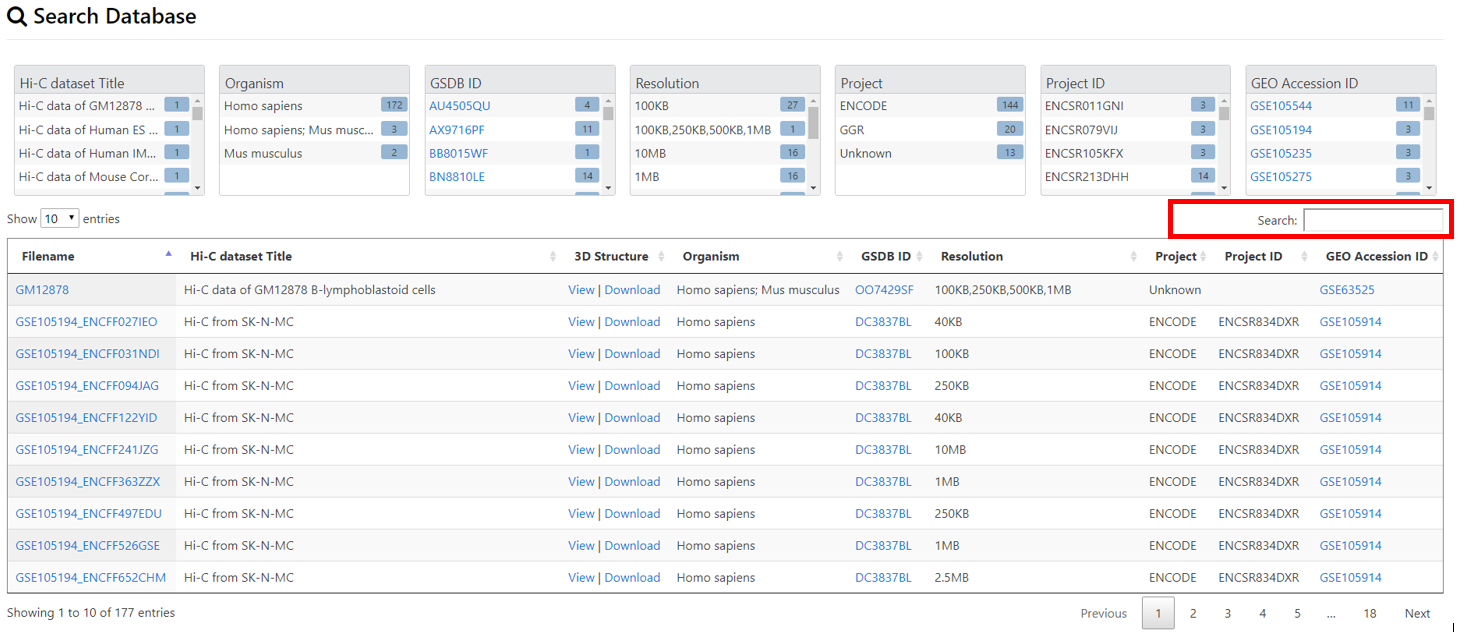 Search Database
Hi-C dataset Title Organism GSDB ID Resolution Project Project ID GEO Accession ID
Hi-C data of GM12878 ... 1 Homo sapiens 172 AU4505QU 4 100KB 27 ENCODE 144 ENCSR011GNI 3 GSE105544 11
Hi-C data of Human ES ... 1 Homo sapiens; Mus musc... 3 AX9716PF 11 100KB,250KB,500KB,1MB 1 GGR 20 ENCSR079VIJ 3 GSE105194 3
Hi-C data of Human IM... 1 Mus musculus 2 BB8015WF 1 10MB 16 Unknown 13 ENCSR105KFX 3 GSE105235 3
Hi-C data of Mouse Cor... 1 BN8810LE 14 1MB 16 ENCSR213DHH 14 GSE105275 3
Show 10 entries Search:
Filename Hi-C dataset Title 3D Structure Organism GSDB ID Resolution Project Project ID GEO Accession ID
GM12878 Hi-C data of GM12878 B-lymphoblastoid cells View | Download Homo sapiens; Mus musculus OO7429SF 100KB,250KB,500KB,1MB Unknown GSE63525
GSE105194_ENCFF027IEO Hi-C from SK-N-MC View | Download Homo sapiens DC3837BL 40KB ENCODE ENCSR834DXR GSE105914
GSE105194_ENCFF031NDI Hi-C from SK-N-MC View | Download Homo sapiens DC3837BL 100KB ENCODE ENCSR834DXR GSE105914
GSE105194_ENCFF094JAG Hi-C from SK-N-MC View | Download Homo sapiens DC3837BL 250KB ENCODE ENCSR834DXR GSE105914
GSE105194_ENCFF122YID Hi-C from SK-N-MC View | Download Homo sapiens DC3837BL 40KB ENCODE ENCSR834DXR GSE105914
GSE105194_ENCFF241JZG Hi-C from SK-N-MC View | Download Homo sapiens DC3837BL 10MB ENCODE ENCSR834DXR GSE105914
GSE105194_ENCFF363ZZX Hi-C from SK-N-MC View | Download Homo sapiens DC3837BL 1MB ENCODE ENCSR834DXR GSE105914
GSE105194_ENCFF497EDU Hi-C from SK-N-MC View | Download Homo sapiens DC3837BL 250KB ENCODE ENCSR834DXR GSE105914
GSE105194_ENCFF526GSE Hi-C from SK-N-MC View | Download Homo sapiens DC3837BL 1MB ENCODE ENCSR834DXR GSE105914
GSE105194_ENCFF652CHM Hi-C from SK-N-MC View | Download Homo sapiens DC3837BL 2.5MB ENCODE ENCSR834DXR GSE105914
Showing 1 to 10 of 177 entries Previous 1 2 3 4 5 ... 18 Next